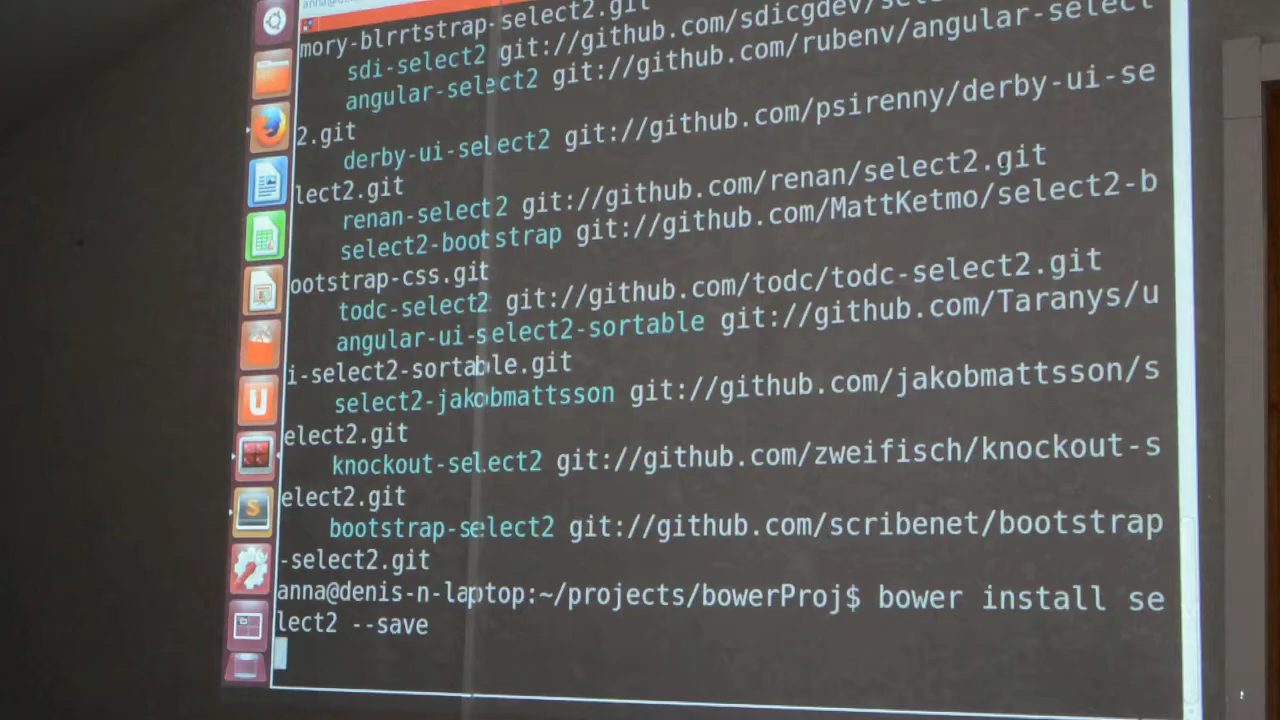 mory-blrrtstrap-select2.git
sdi-select2 git://github.com/sdicgdev/
angular-select2 git://github.com/rubenv/angular-select
2.git
derby-ui-select2 git://github.com/psirenny/derby-ui-se
lect2.git
renan-select2 git://github.com/renan/select2.git
select2-bootstrap git://github.com/MattKetmo/select2-b
ootstrap-css.git
todc-select2 git://github.com/todc/todc-select2.git
angular-ui-select2-sortable git://github.com/Taranys/u
i-select2-sortable.git
select2-jakobmattsson git://github.com/jakobmattsson/s
elect2.git
knockout-select2 git://github.com/zweifisch/knockout-s
elect2.git
bootstrap-select2 git://github.com/scribenet/bootstrap
-select2.git
anna@denis-n-laptop:~/projects/bowerProj$ bower install se
lect2 --save